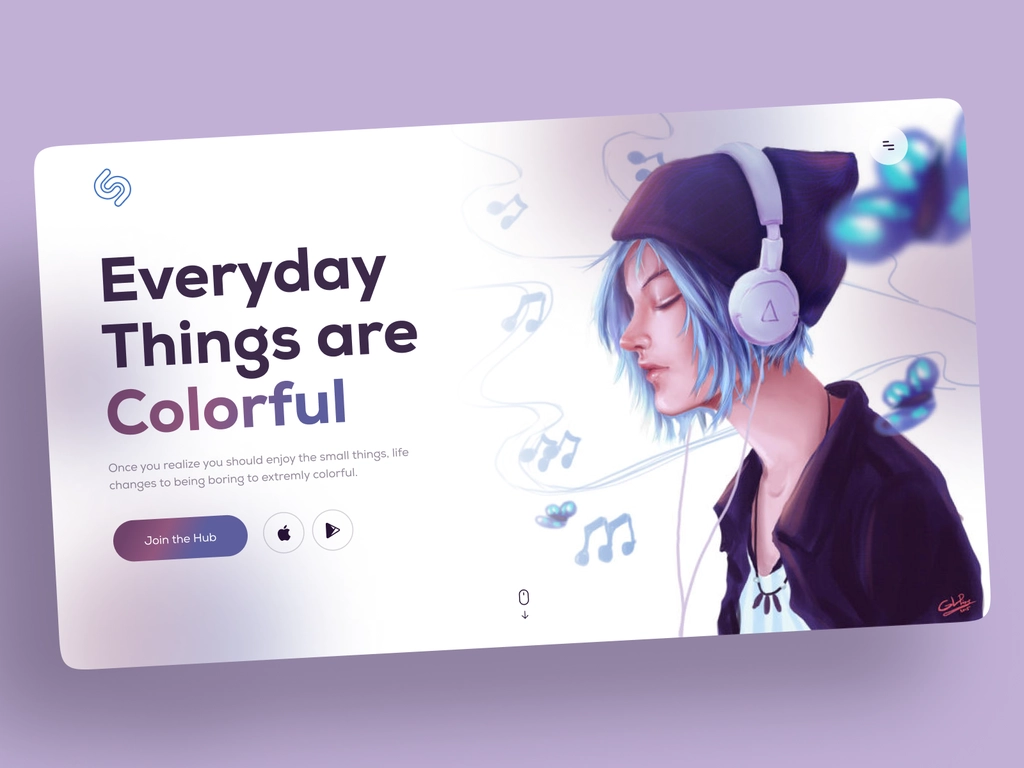 Everyday
Things are
Colorful
Once you realize you should enjoy the small things, life
changes to being boring to extremly colorful.
Join the Hub